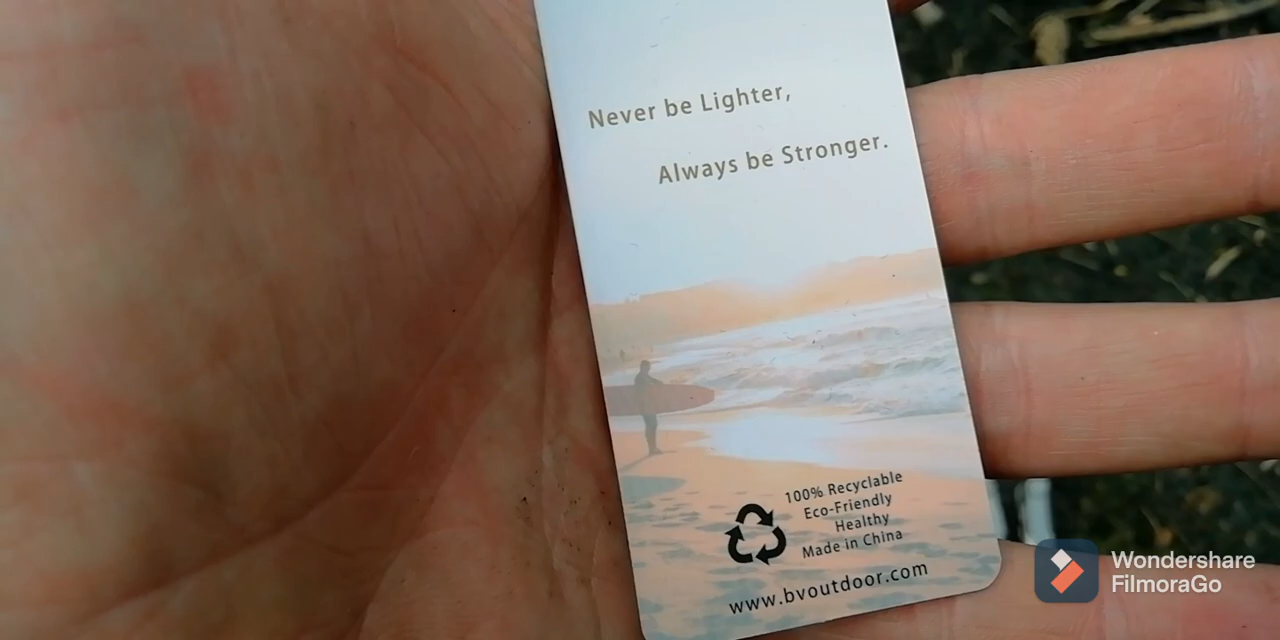 Never be Lighter,
Always be Stronger.
100% Recyclable
Eco-Friendly
Healthy
Made in China
www.bvoutdoor.com
Wondershare
FilmoraGo